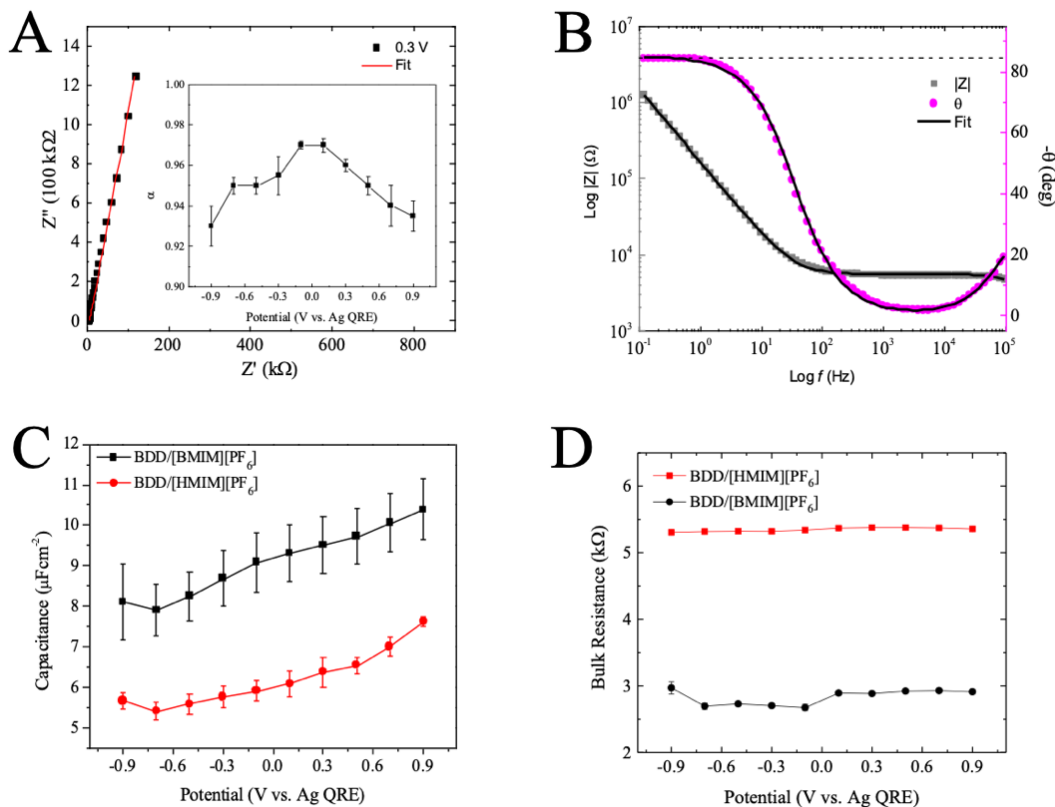 A
14
12
10
8
6
4
2
0
Z'' (100 kΩ2
0 200 400 600 800
Z' (kΩ)
0.3 V
Fit
1.00
0.98
0.96
0.94
0.92
0.90
α
-0.9 -0.6 -0.3 0.0 0.3 0.6 0.9
Potential (V vs. Ag QRE)
B
10⁷
10⁶
10⁵
10⁴
10³
Log |Z| (Ω)
|Z|
θ
Fit
80
60
40
20
0
-θ (deg)
10⁻¹ 10⁰ 10¹ 10² 10³ 10⁴ 10⁵
Log f (Hz)
C
12
11
10
9
8
7
6
5
Capacitance (µFcm⁻²)
BDD/[BMIM][PF₆]
BDD/[HMIM][PF₆]
-0.9 -0.6 -0.3 0.0 0.3 0.6 0.9
Potential (V vs. Ag QRE)
D
6
5
4
3
2
Bulk Resistance (kΩ)
BDD/[HMIM][PF₆]
BDD/[BMIM][PF₆]
-0.9 -0.6 -0.3 0.0 0.3 0.6 0.9
Potential (V vs. Ag QRE)